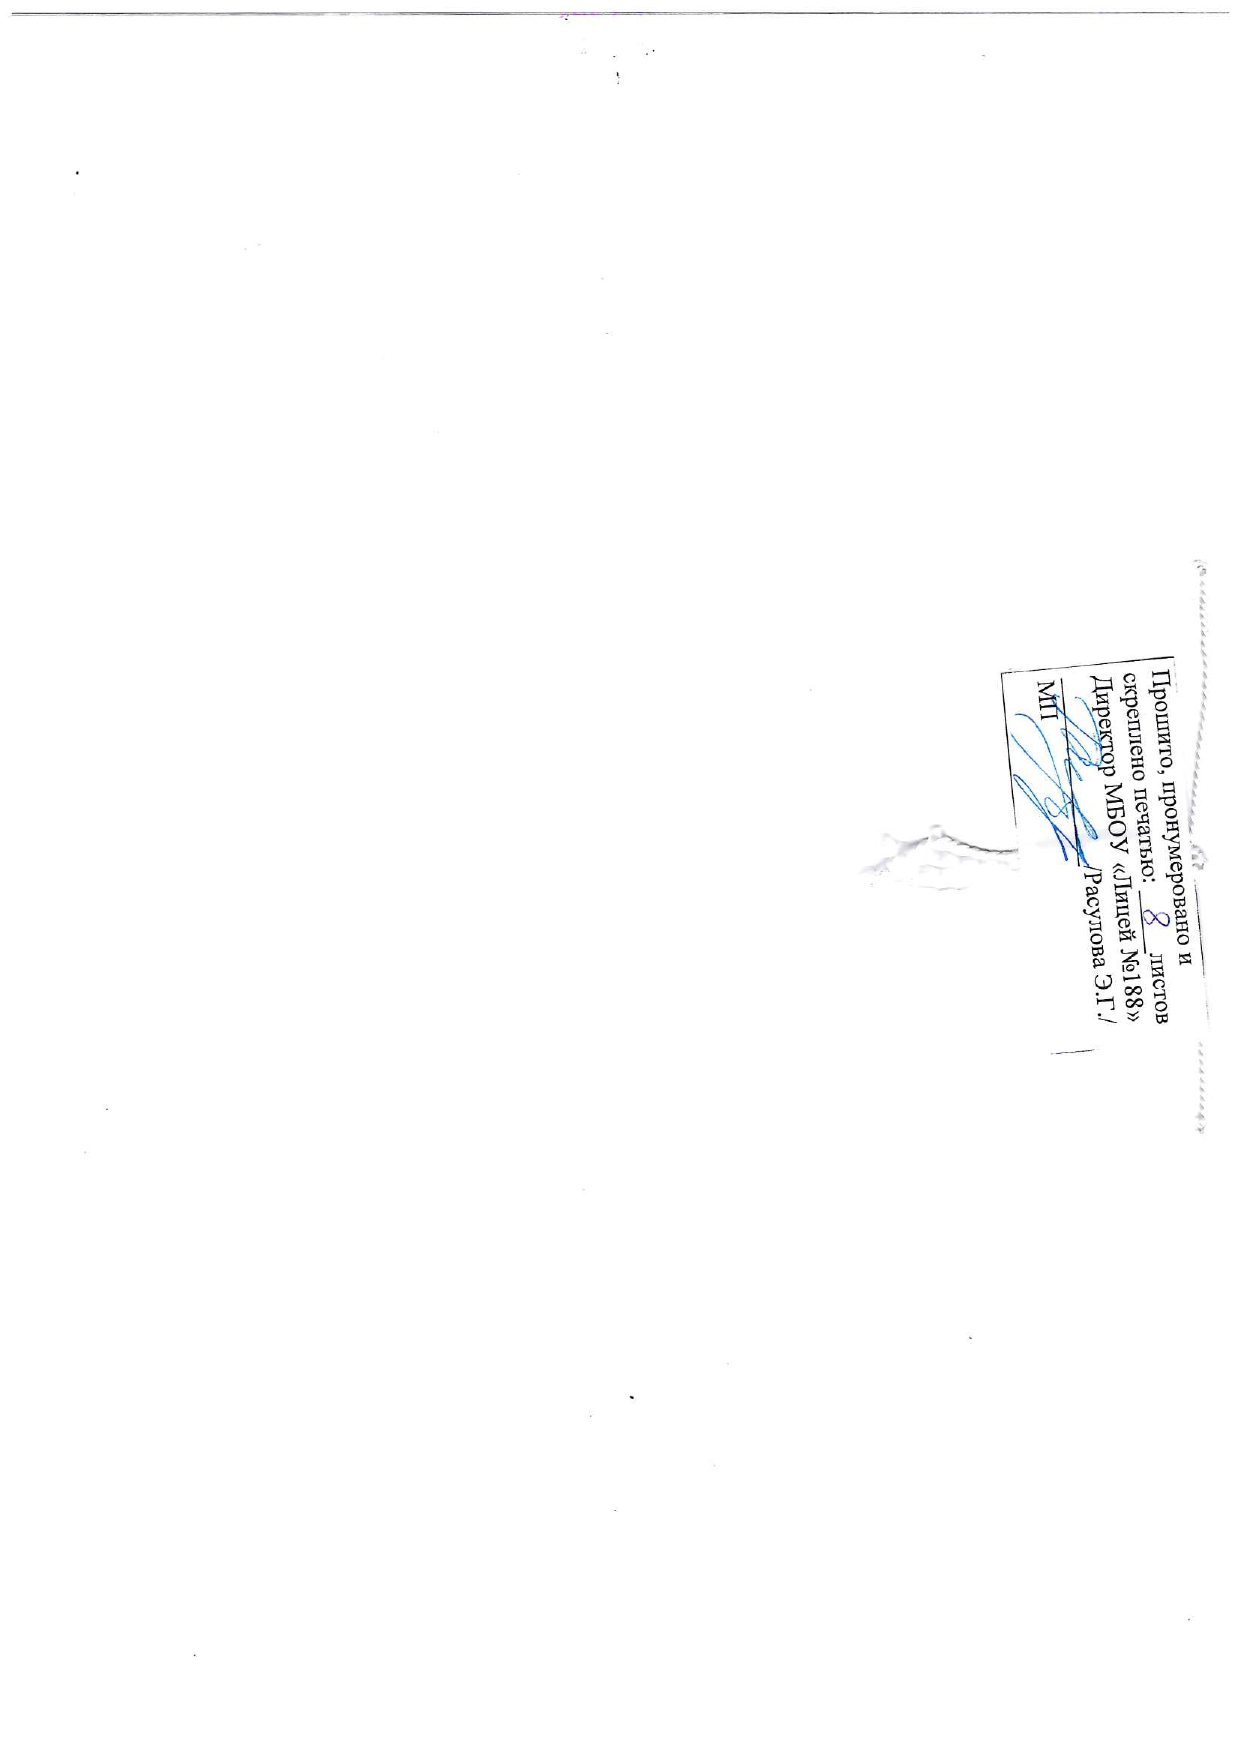 Прошито, пронумеровано и
скреплено печатью: 8 листов
Директор МБОУ «Лицей №188»
/Расулова Э.Г./
МП